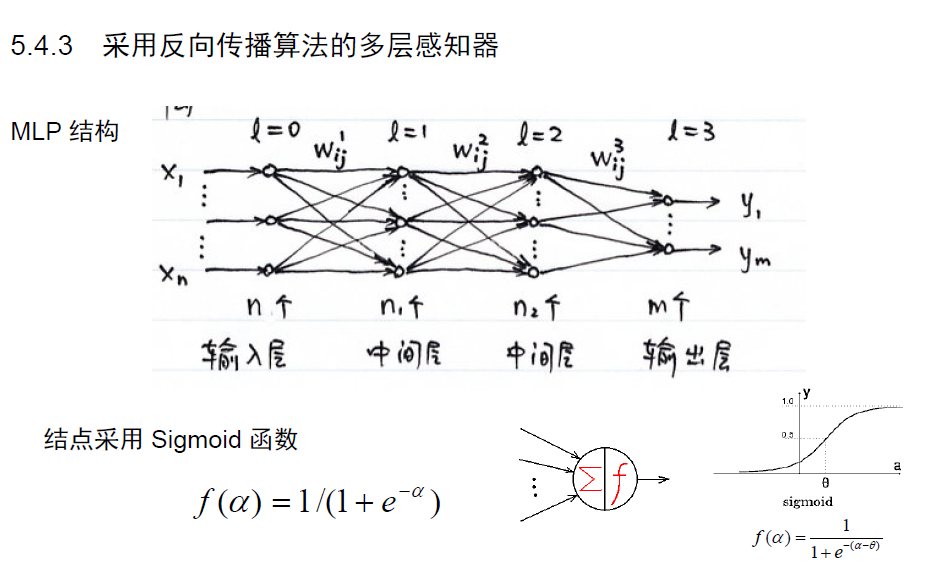 5.4.3 采用反向传播算法的多层感知器
MLP 结构
l=0 l=1 l=2 l=3
W¹ᵢⱼ W²ᵢⱼ W³ᵢⱼ
x₁ y₁
xₙ yₘ
n个 n₁个 n₂个 m个
输入层 中间层 中间层 输出层
结点采用 Sigmoid 函数
f(α)=1/(1+e^{-α})
Σ f
y
1.0
0.5
a
θ
sigmoid
f(α)=1/(1+e^{-(α-θ)})